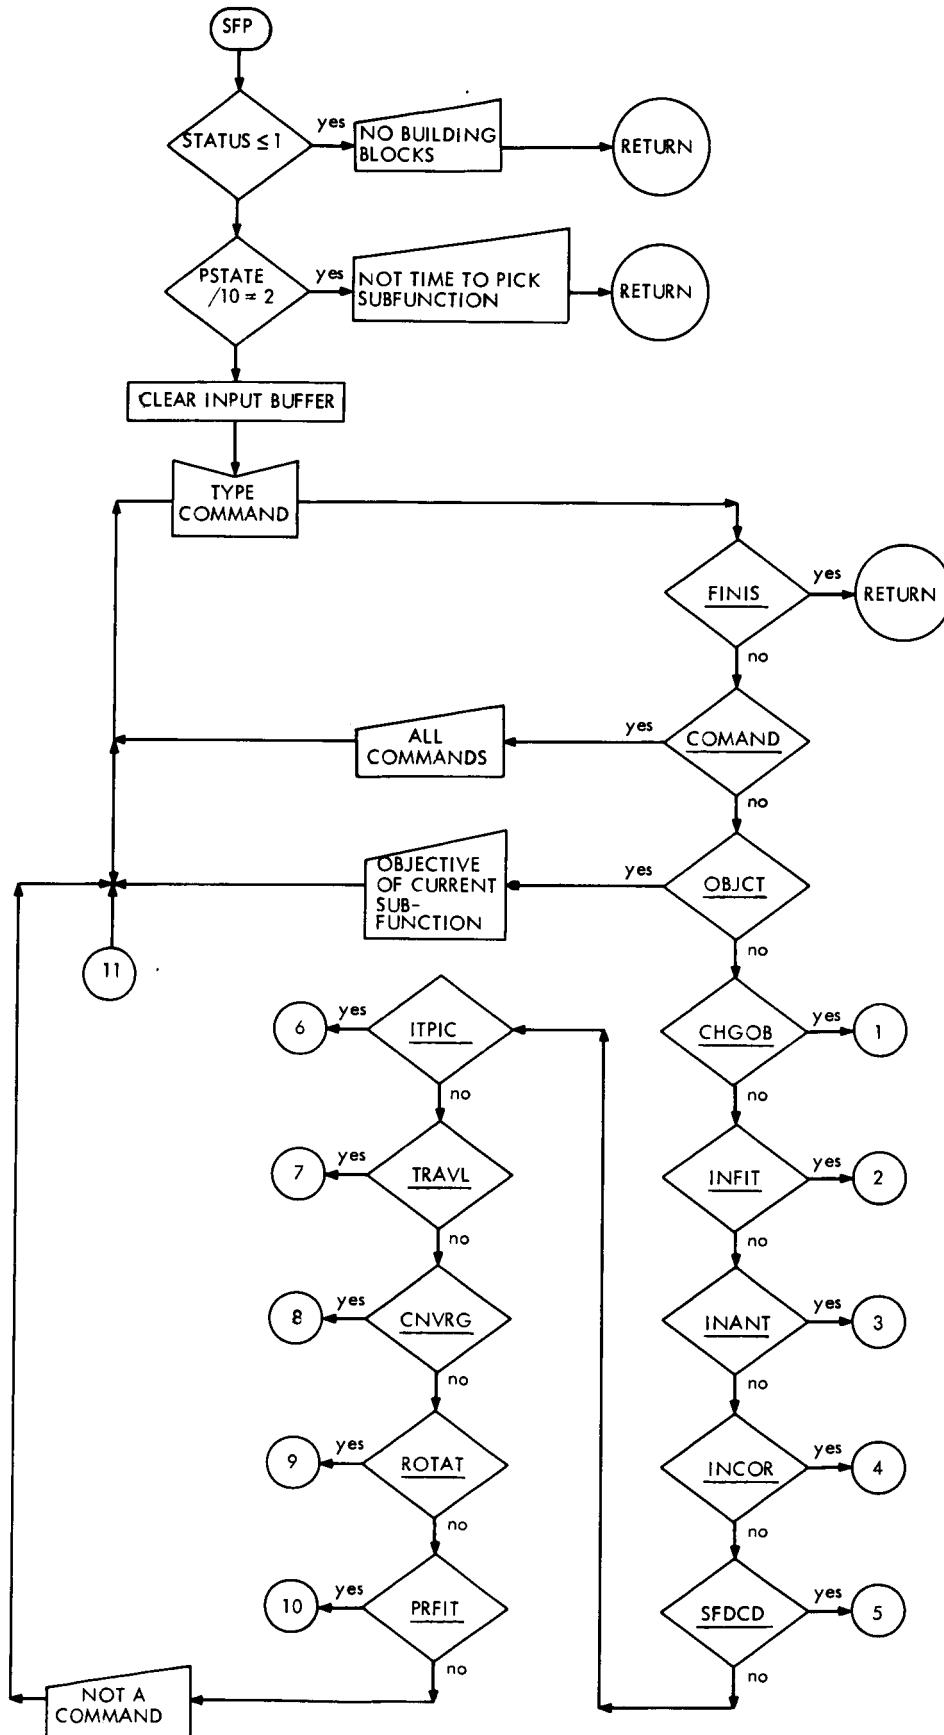 SFP
STATUS ≤ 1
yes
NO BUILDING
BLOCKS
RETURN
PSTATE
/10 = 2
yes
NOT TIME TO PICK
SUBFUNCTION
RETURN
CLEAR INPUT BUFFER
TYPE
COMMAND
FINIS
yes
RETURN
no
COMAND
yes
ALL
COMMANDS
no
OBJCT
yes
OBJECTIVE
OF CURRENT
SUB-
FUNCTION
no
11
CHGOB
yes
1
no
INFIT
yes
2
no
INANT
yes
3
no
INCOR
yes
4
no
SFDCD
yes
5
no
ITPIC
yes
6
no
TRAVL
yes
7
no
CNVRG
yes
8
no
ROTAT
yes
9
no
PRFIT
yes
10
no
NOT A
COMMAND